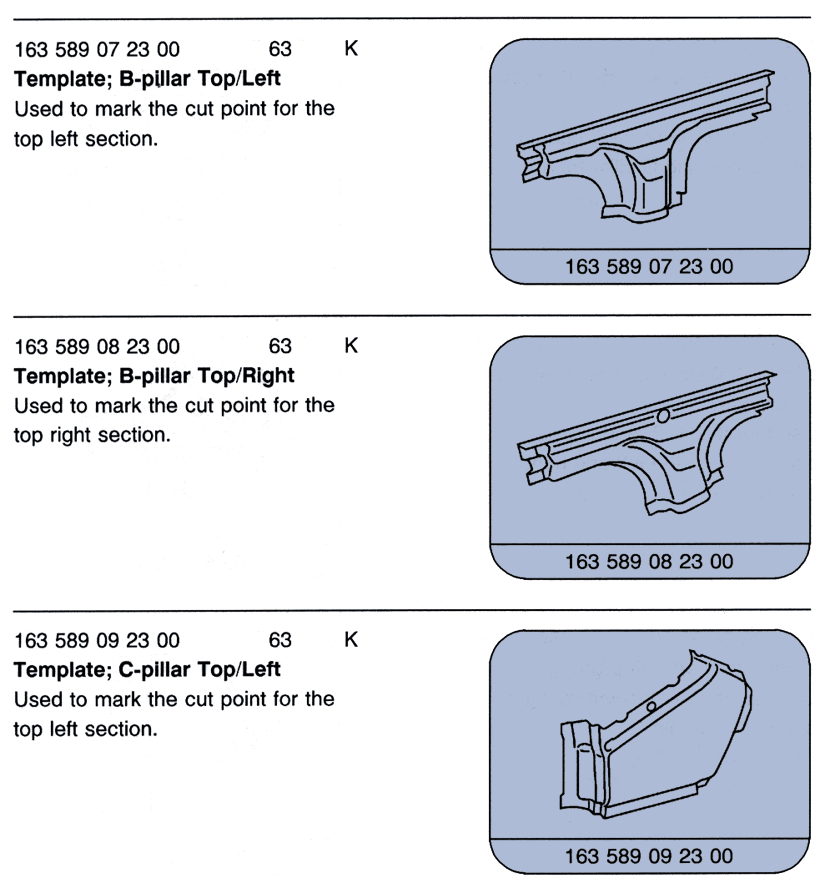 163 589 07 23 00 63 K
Template; B-pillar Top/Left
Used to mark the cut point for the
top left section.
163 589 07 23 00
163 589 08 23 00 63 K
Template; B-pillar Top/Right
Used to mark the cut point for the
top right section.
163 589 08 23 00
163 589 09 23 00 63 K
Template; C-pillar Top/Left
Used to mark the cut point for the
top left section.
163 589 09 23 00